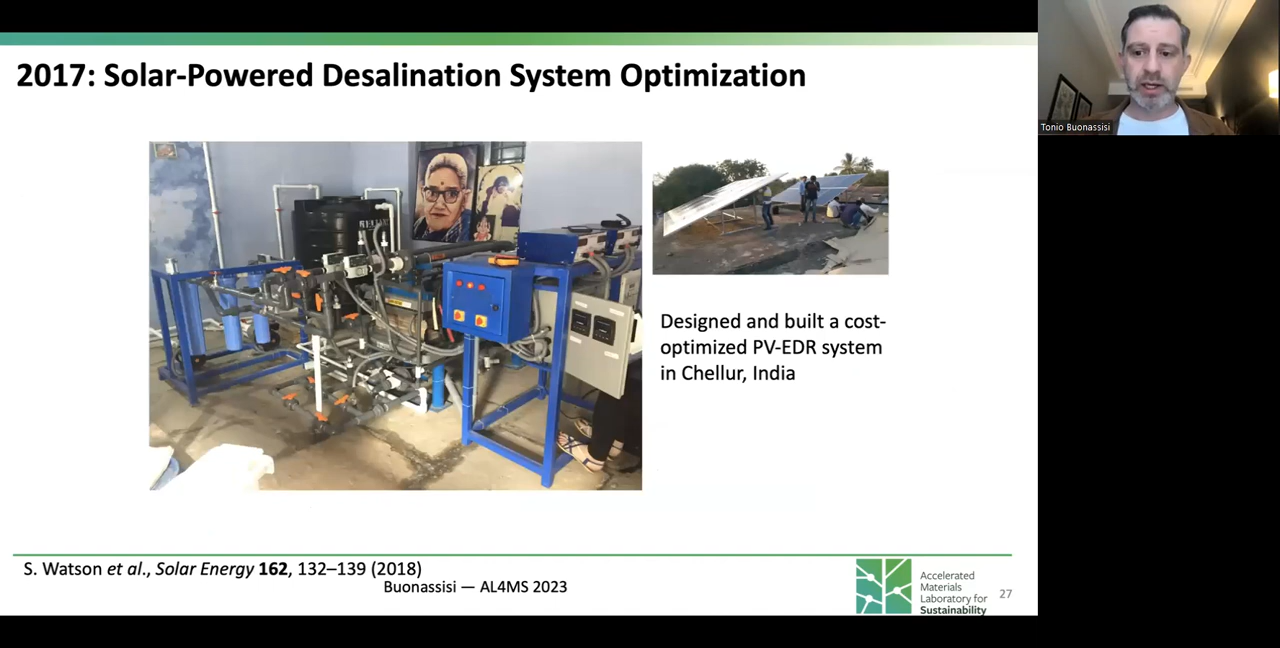 2017: Solar-Powered Desalination System Optimization
Tonio Buonassisi
Designed and built a cost-
optimized PV-EDR system
in Chellur, India
S. Watson et al., Solar Energy 162, 132–139 (2018)
Buonassisi — AL4MS 2023
Accelerated
Materials
Laboratory for
Sustainability
27